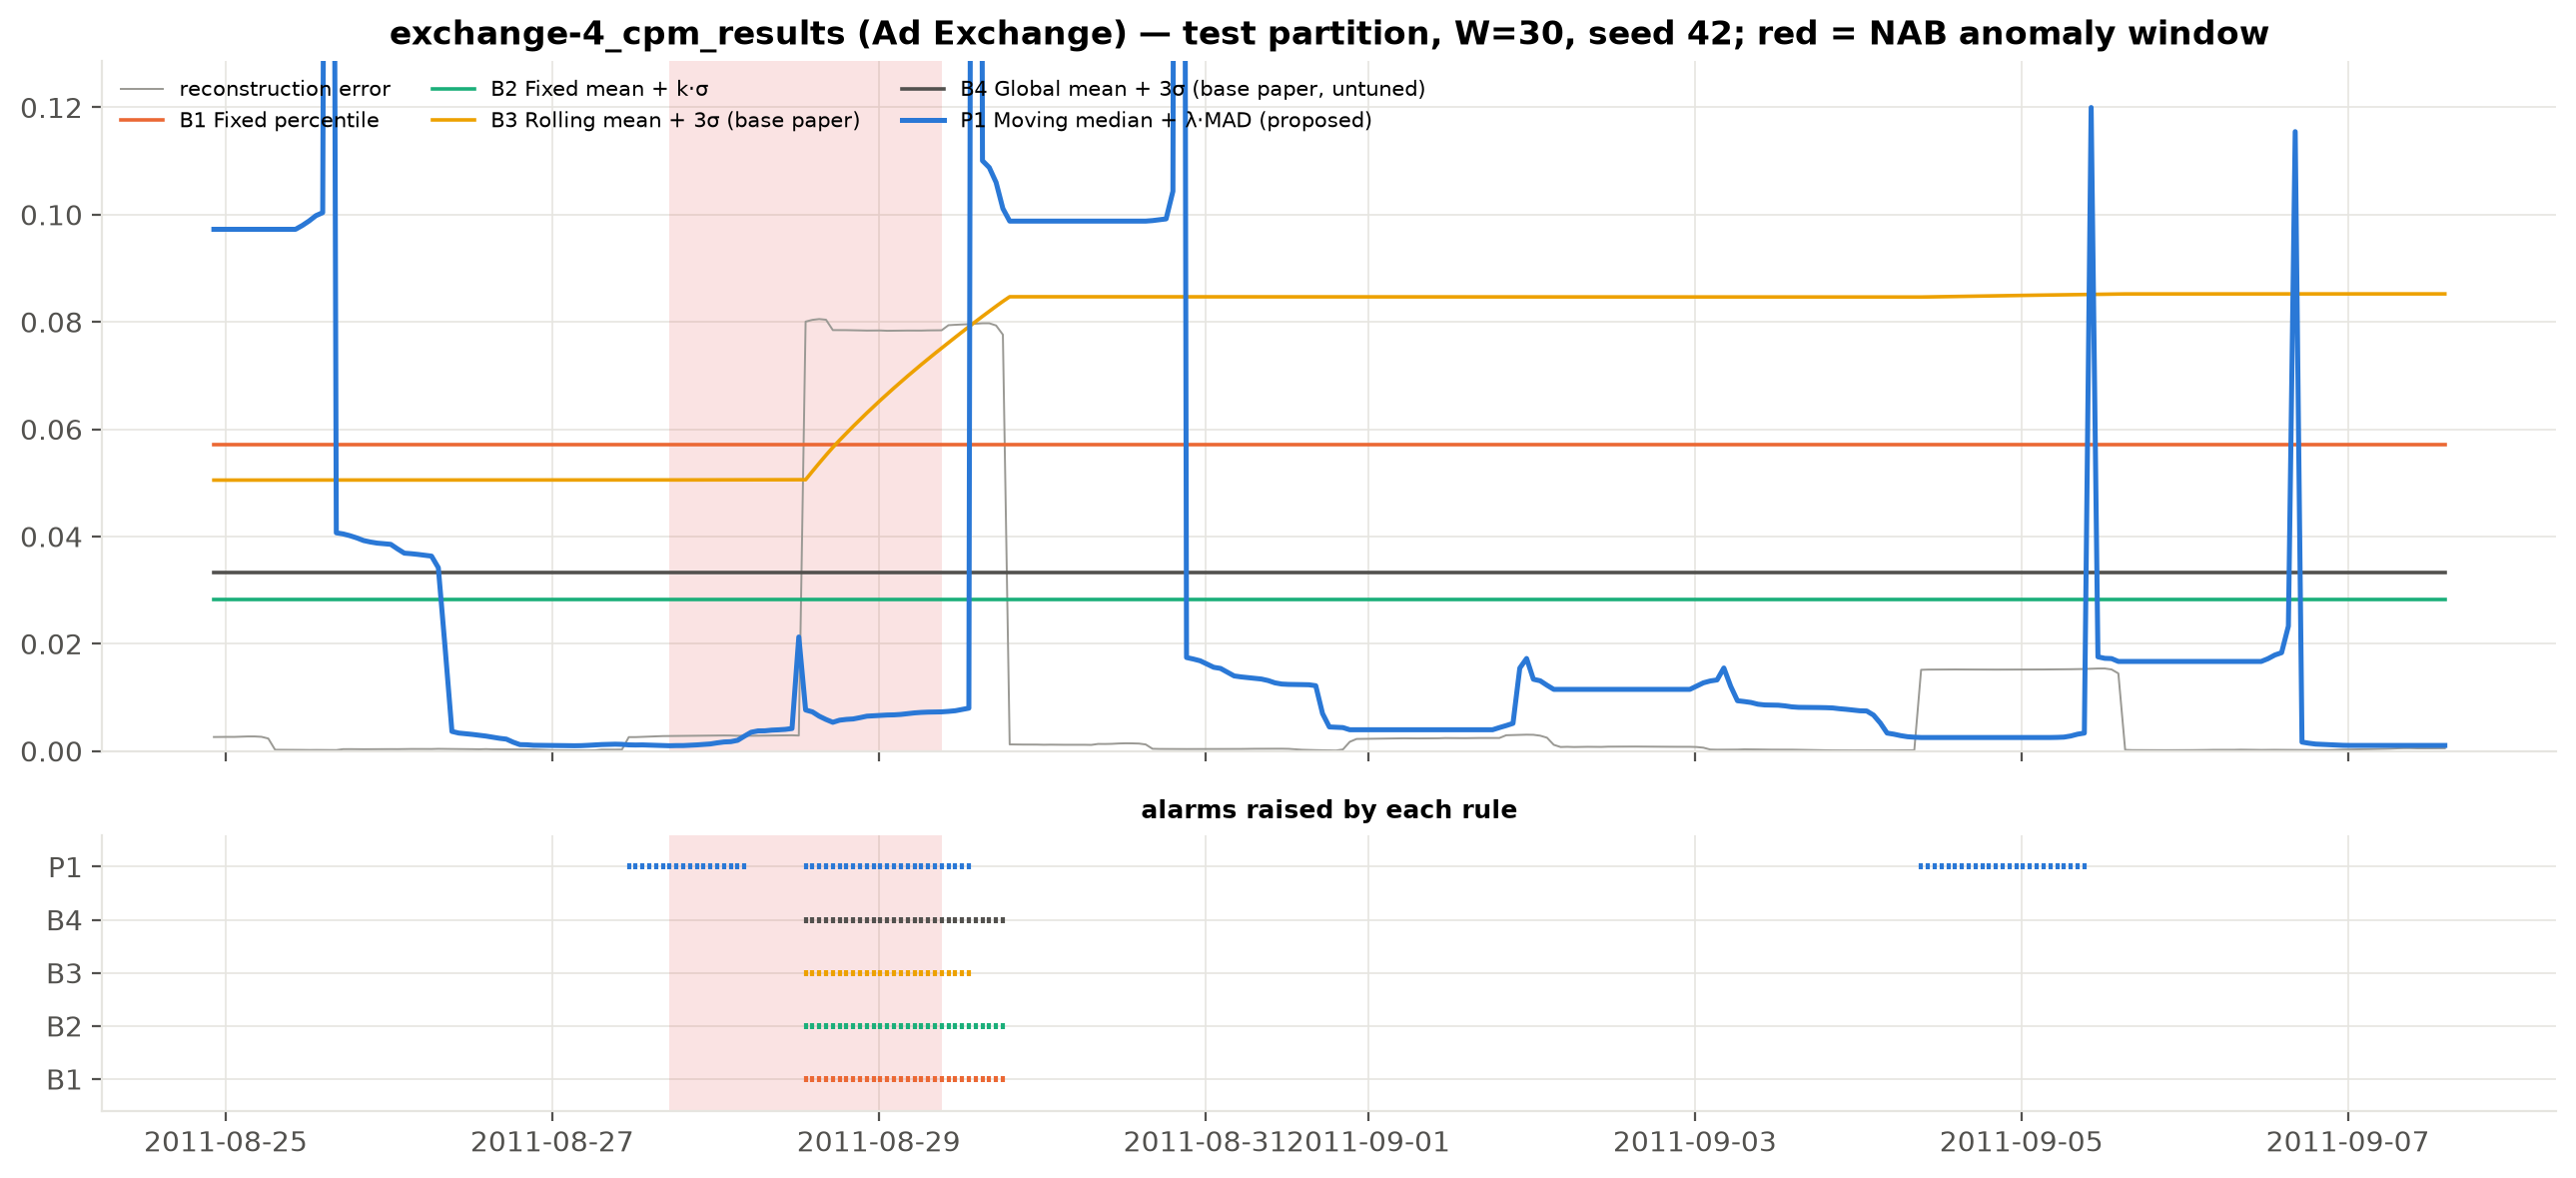 exchange-4_cpm_results (Ad Exchange) — test partition, W=30, seed 42; red = NAB anomaly window
reconstruction error
B1 Fixed percentile
B2 Fixed mean + k·σ
B3 Rolling mean + 3σ (base paper)
B4 Global mean + 3σ (base paper, untuned)
P1 Moving median + λ·MAD (proposed)
0.12
0.10
0.08
0.06
0.04
0.02
0.00
alarms raised by each rule
P1
B4
B3
B2
B1
2011-08-25 2011-08-27 2011-08-29 2011-08-31 2011-09-01 2011-09-03 2011-09-05 2011-09-07